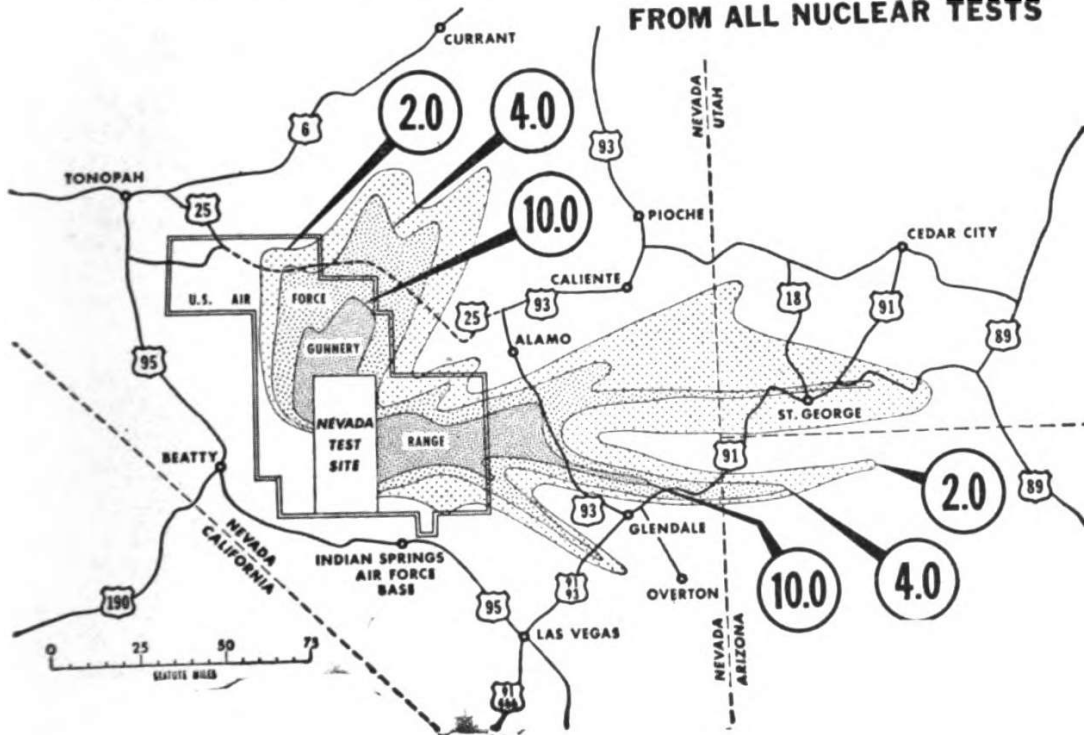 FROM ALL NUCLEAR TESTS
CURRANT
2.0
4.0
6
NEVADA
UTAH
93
TONOPAH
25
10.0
PIOCHE
CEDAR CITY
CALIENTE
U.S. AIR
FORCE
25
93
18
91
ALAMO
89
GUNNERY
95
ST. GEORGE
NEVADA
TEST
SITE
RANGE
BEATTY
91
2.0
89
93
GLENDALE
NEVADA
CALIFORNIA
INDIAN SPRINGS
AIR FORCE
BASE
10.0
4.0
190
95
91
93
OVERTON
LAS VEGAS
0
25
50
75
STATUTE MILES
NEVADA
ARIZONA
91
466